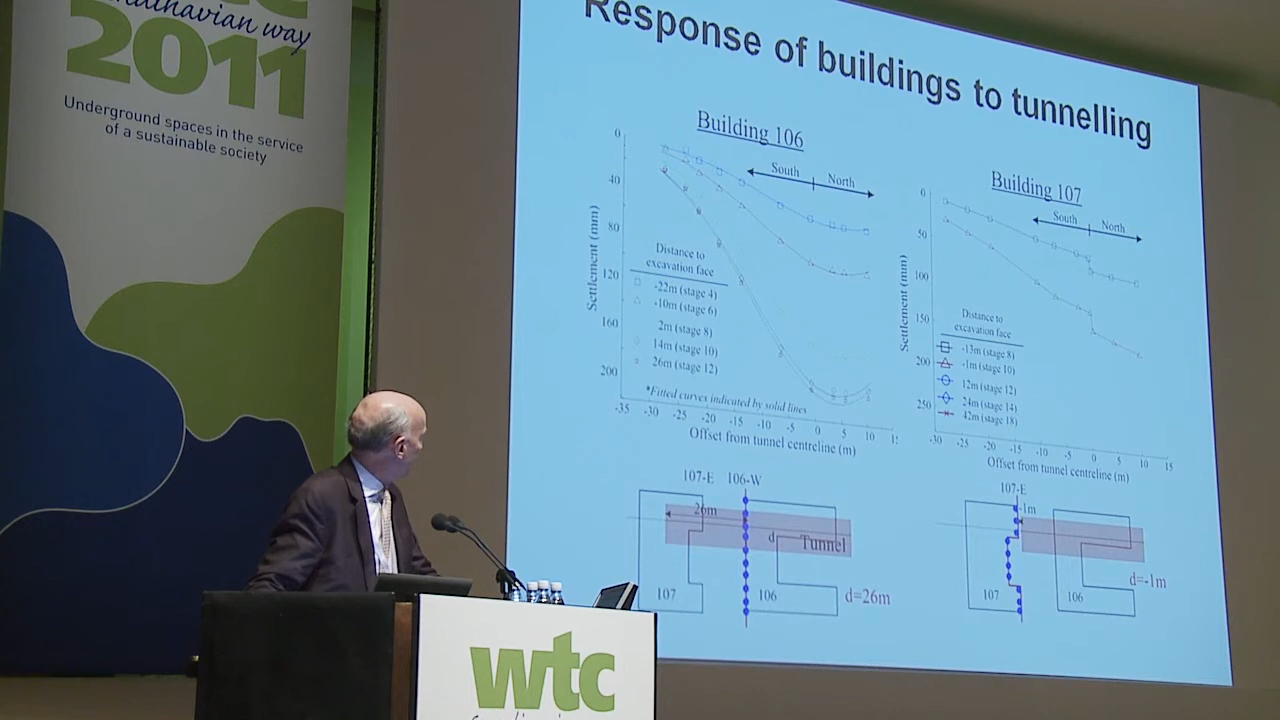 Scandinavian way
2011
Underground spaces in the service
of a sustainable society
wtc
Response of buildings to tunnelling
Building 106
South
North
0
40
80
120
160
200
Settlement (mm)
Distance to
excavation face
-22m (stage 4)
-10m (stage 6)
2m (stage 8)
14m (stage 10)
26m (stage 12)
*Fitted curves indicated by solid lines
-35 -30 -25 -20 -15 -10 -5 0 5 10
Offset from tunnel centreline (m)
Building 107
South
North
0
50
100
150
200
250
Settlement (mm)
Distance to
excavation face
-13m (stage 8)
-1m (stage 10)
12m (stage 12)
24m (stage 14)
42m (stage 18)
-30 -25 -20 -15 -10 -5 0 5 10 15
Offset from tunnel centreline (m)
107-E 106-W
26m
d
Tunnel
107
106
d=26m
107-E
-1m
107
106
d=-1m